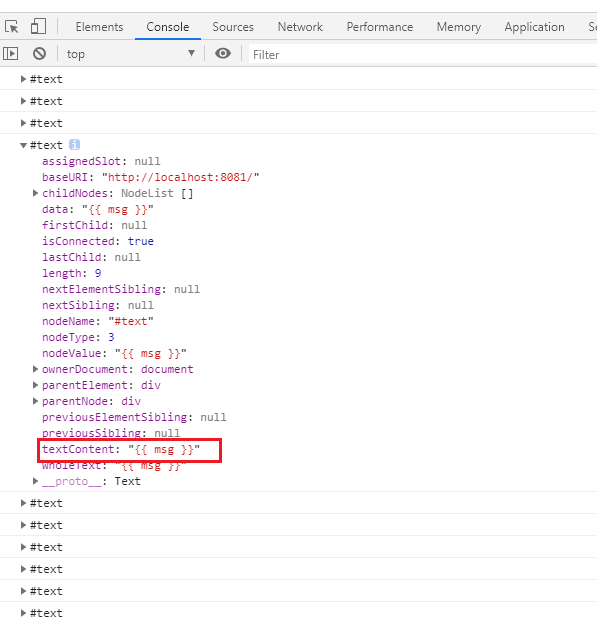 Elements Console Sources Network Performance Memory Application Se
top Filter
#text
#text
#text
#text i
assignedSlot: null
baseURI: "http://localhost:8081/"
childNodes: NodeList []
data: "{{ msg }}"
firstChild: null
isConnected: true
lastChild: null
length: 9
nextElementSibling: null
nextSibling: null
nodeName: "#text"
nodeType: 3
nodeValue: "{{ msg }}"
ownerDocument: document
parentElement: div
parentNode: div
previousElementSibling: null
previousSibling: null
textContent: "{{ msg }}"
wholeText: "{{ msg }}"
__proto__: Text
#text
#text
#text
#text
#text
#text